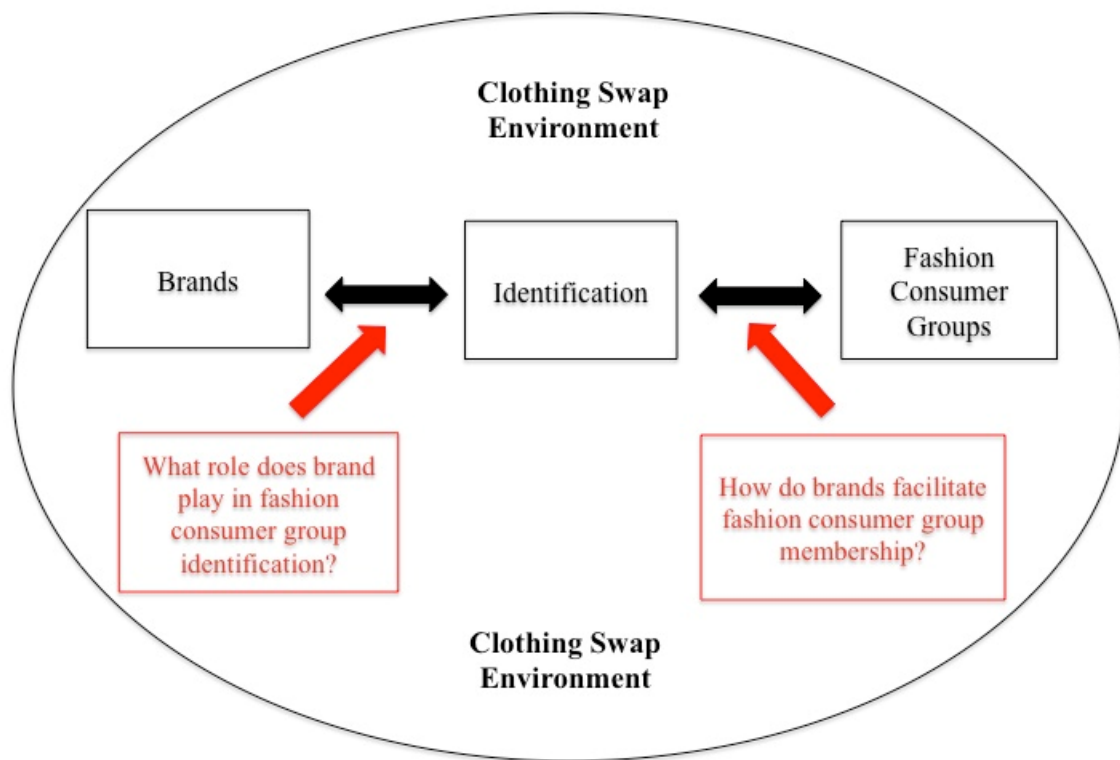 Clothing Swap
Environment
Brands
Identification
Fashion
Consumer
Groups
What role does brand
play in fashion
consumer group
identification?
How do brands facilitate
fashion consumer group
membership?
Clothing Swap
Environment